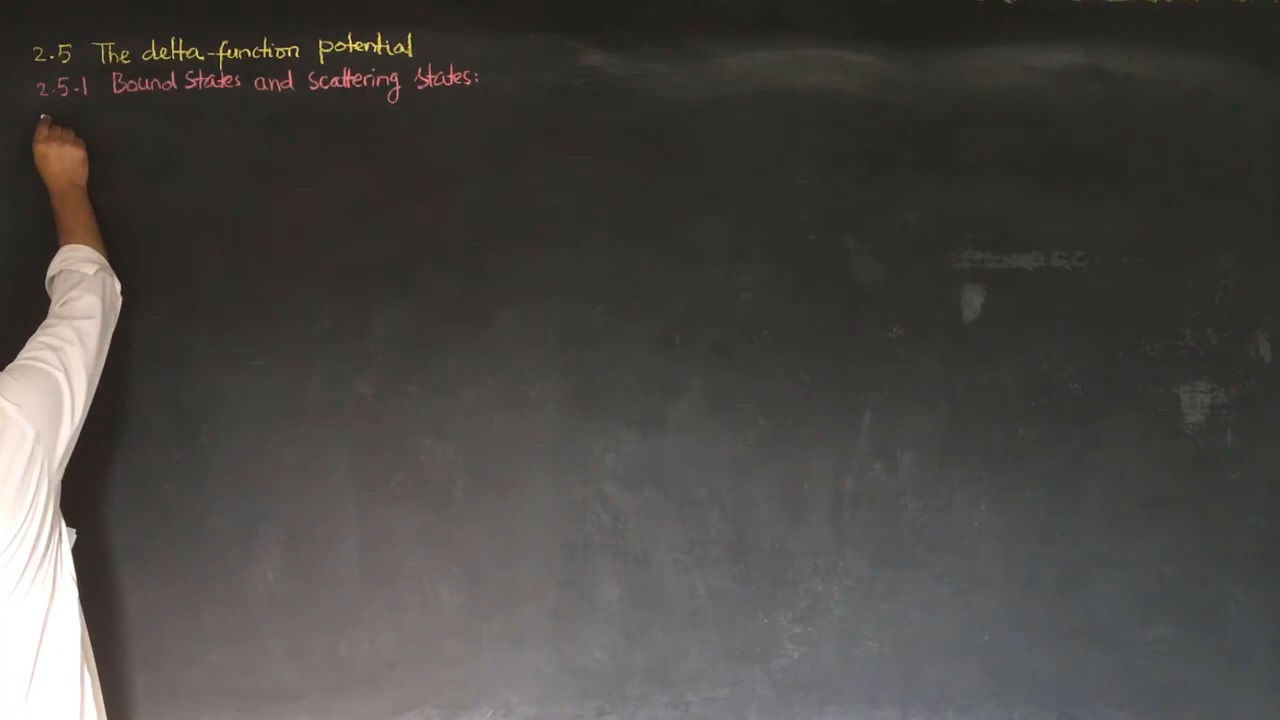 2.5 The delta-function potential
2.5.1 Bound States and Scattering States: